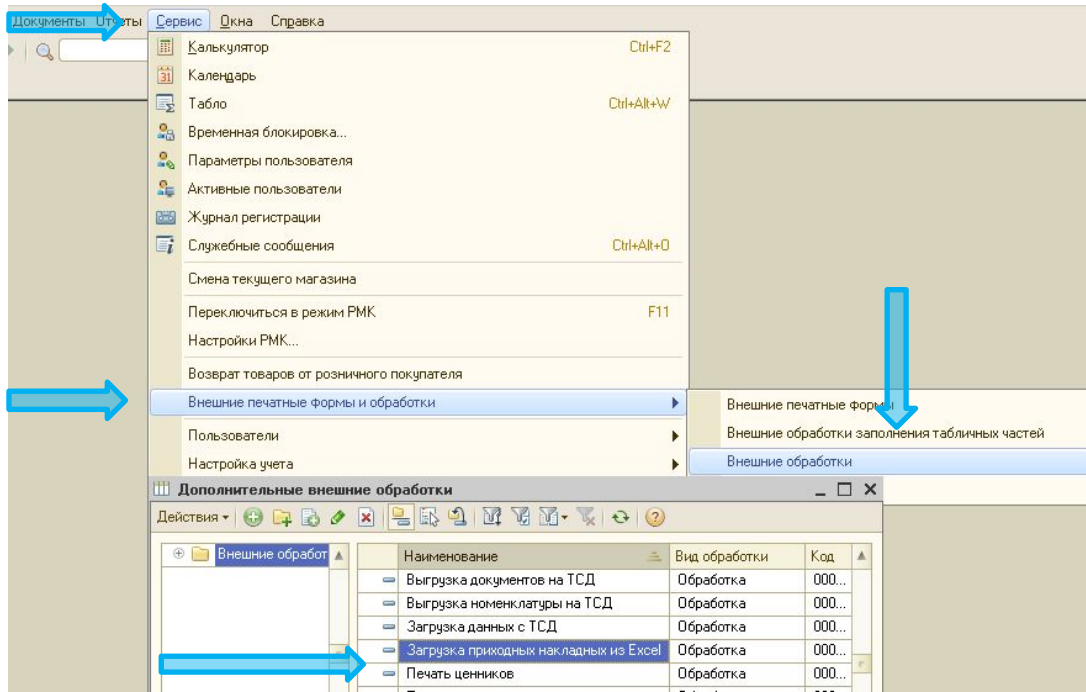 Документы Отчеты Сервис Окна Справка
Калькулятор Ctrl+F2
31 Календарь
Табло Ctrl+Alt+W
Временная блокировка...
Параметры пользователя
Активные пользователи
Журнал регистрации
Служебные сообщения Ctrl+Alt+O
Смена текущего магазина
Переключиться в режим РМК F11
Настройки РМК...
Возврат товаров от розничного покупателя
Внешние печатные формы и обработки
Внешние печатные формы
Внешние обработки заполнения табличных частей
Пользователи
Внешние обработки
Настройка учета
Дополнительные внешние обработки
Действия
Внешние обработ
Наименование Вид обработки Код
Выгрузка документов на ТСД Обработка 000...
Выгрузка номенклатуры на ТСД Обработка 000...
Загрузка данных с ТСД Обработка 000...
Загрузка приходных накладных из Excel Обработка 000...
Печать ценников Обработка 000...